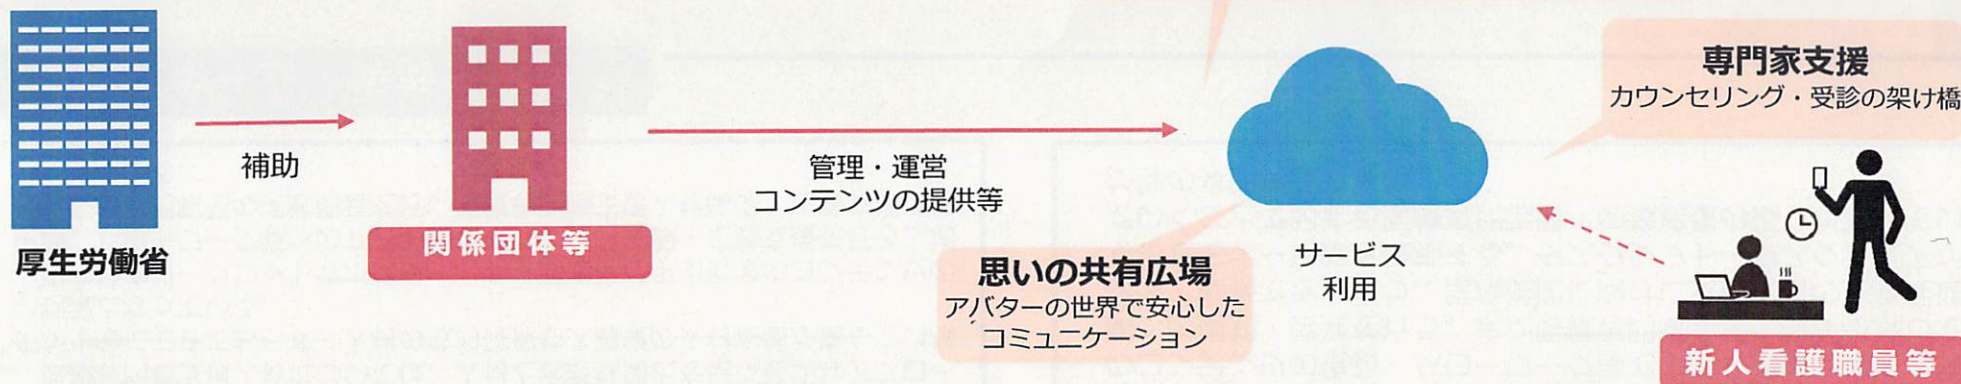 専門家支援
カウンセリング・受診の架け橋
補助
管理・運営
コンテンツの提供等
厚生労働省
関係団体等
思いの共有広場
アバターの世界で安心した
コミュニケーション
サービス
利用
新人看護職員等